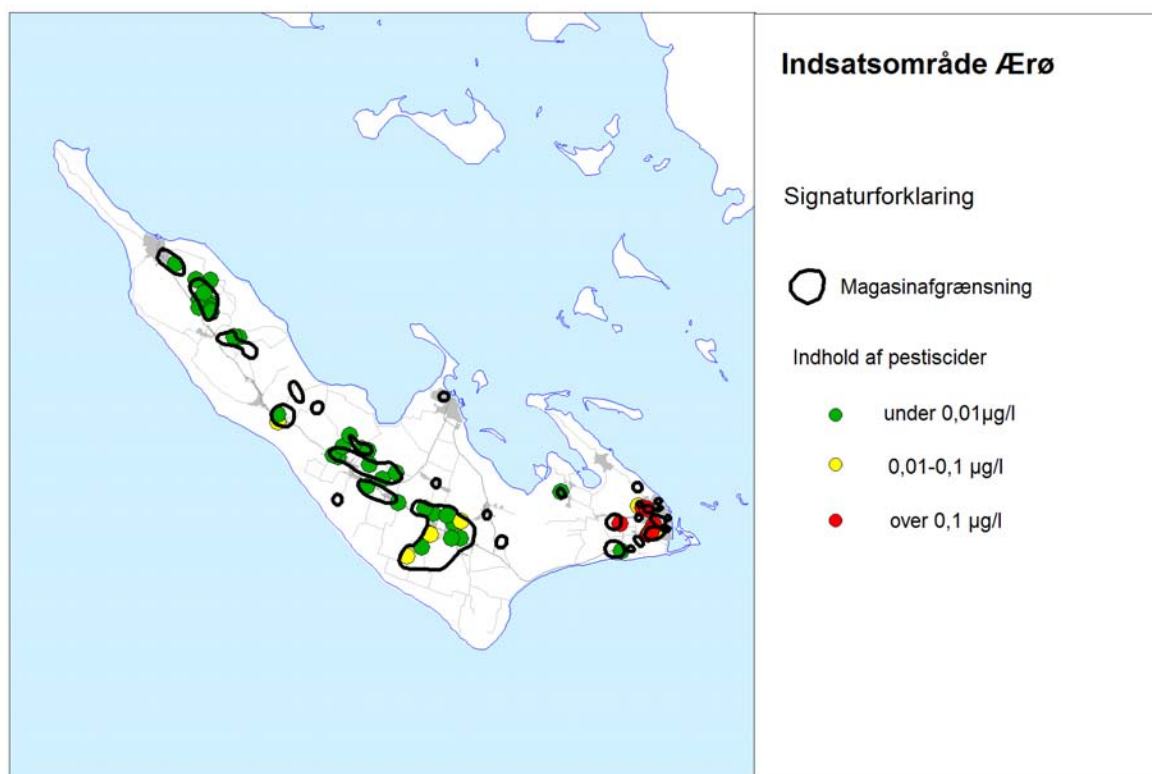 Indsatsområde Ærø
Signaturforklaring
Magasinafgrænsning
Indhold af pestiscider
under 0,01µg/l
0,01-0,1 µg/l
over 0,1 µg/l